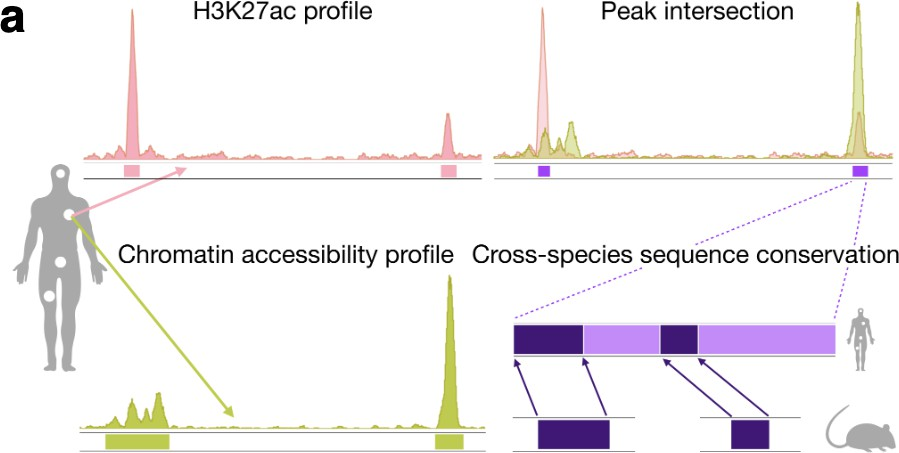 a
H3K27ac profile
Peak intersection
Chromatin accessibility profile
Cross-species sequence conservation